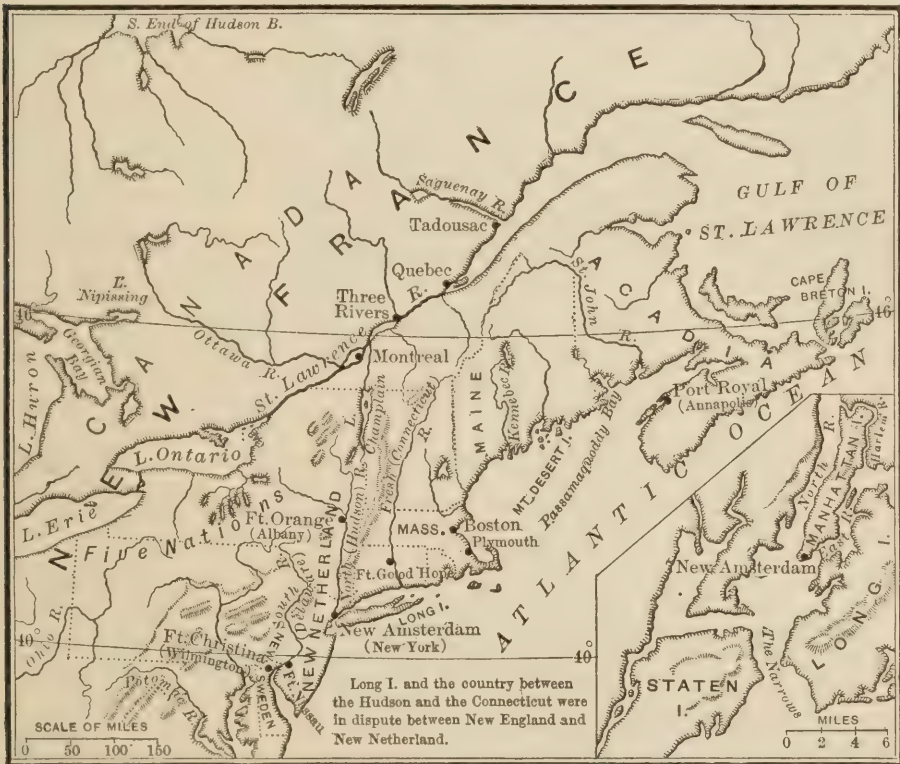 S. End of Hudson B.
NEW FRANCE
CANADA
Saguenay R.
Tadousac
GULF OF
ST. LAWRENCE
Quebec
St. John R.
ACADIA
CAPE
BRETON I.
L.
Nipissing
Three
Rivers
46°
46°
Georgian
Bay
Ottawa R.
St. Lawrence R.
Montreal
L. Huron
L. Champlain
Fresh (Connecticut) R.
MAINE
Kennebec R.
Port Royal
(Annapolis)
MT. DESERT I.
Passamaquoddy Bay
ATLANTIC OCEAN
L. Ontario
L. Erie
Five Nations
Ft. Orange
(Albany)
North (Hudson) R.
MASS.
Boston
Plymouth
Ft. Good Hope
NEW NETHERLAND
South
Delaware
R.
LONG I.
New Amsterdam
(New York)
40°
40°
Ohio R.
Ft. Christina
(Wilmington)
NEW SWEDEN
Ft. Nassau
Potomac R.
SCALE OF MILES
0 50 100 150
Long I. and the country between
the Hudson and the Connecticut were
in dispute between New England and
New Netherland.
North R.
MANHATTAN I.
Harlem R.
East R.
New Amsterdam
LONG I.
The Narrows
STATEN
I.
MILES
0 2 4 6